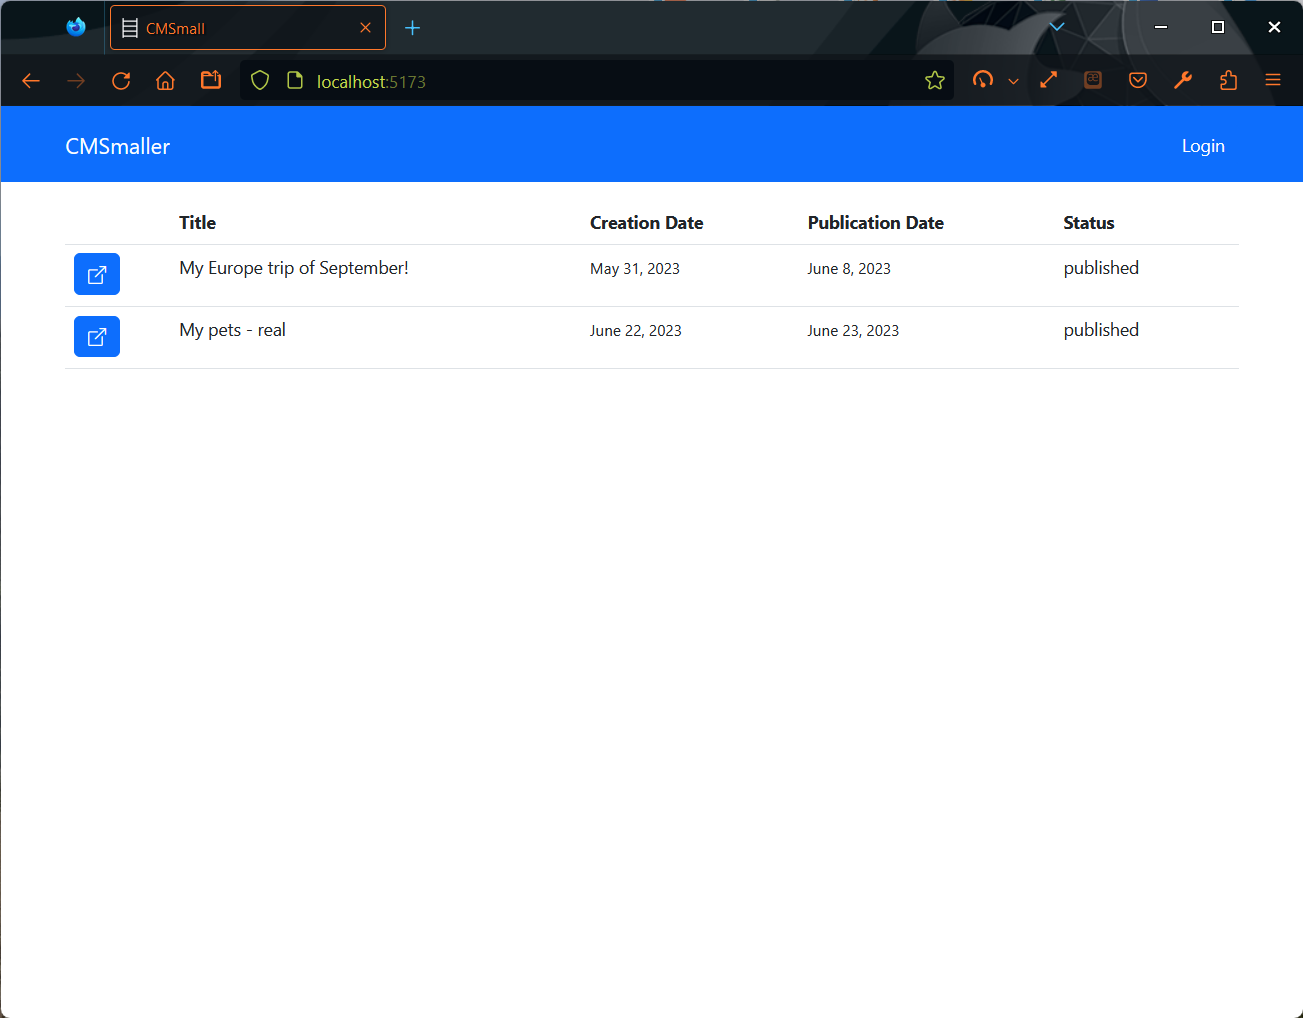 CMSmall
localhost:5173
CMSmaller Login
Title Creation Date Publication Date Status
My Europe trip of September! May 31, 2023 June 8, 2023 published
My pets - real June 22, 2023 June 23, 2023 published